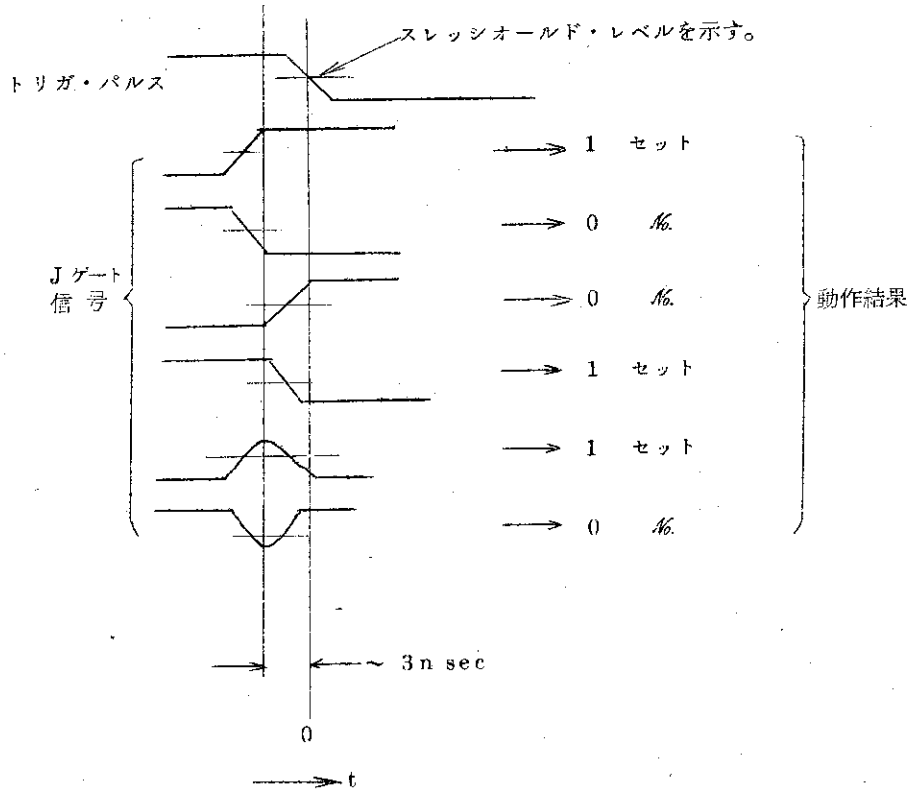 スレッシオールド・レベルを示す。
トリガ・パルス
1 セット
0 No.
Jゲート
信号
0 No.
動作結果
1 セット
1 セット
0 No.
~ 3n sec
0
t